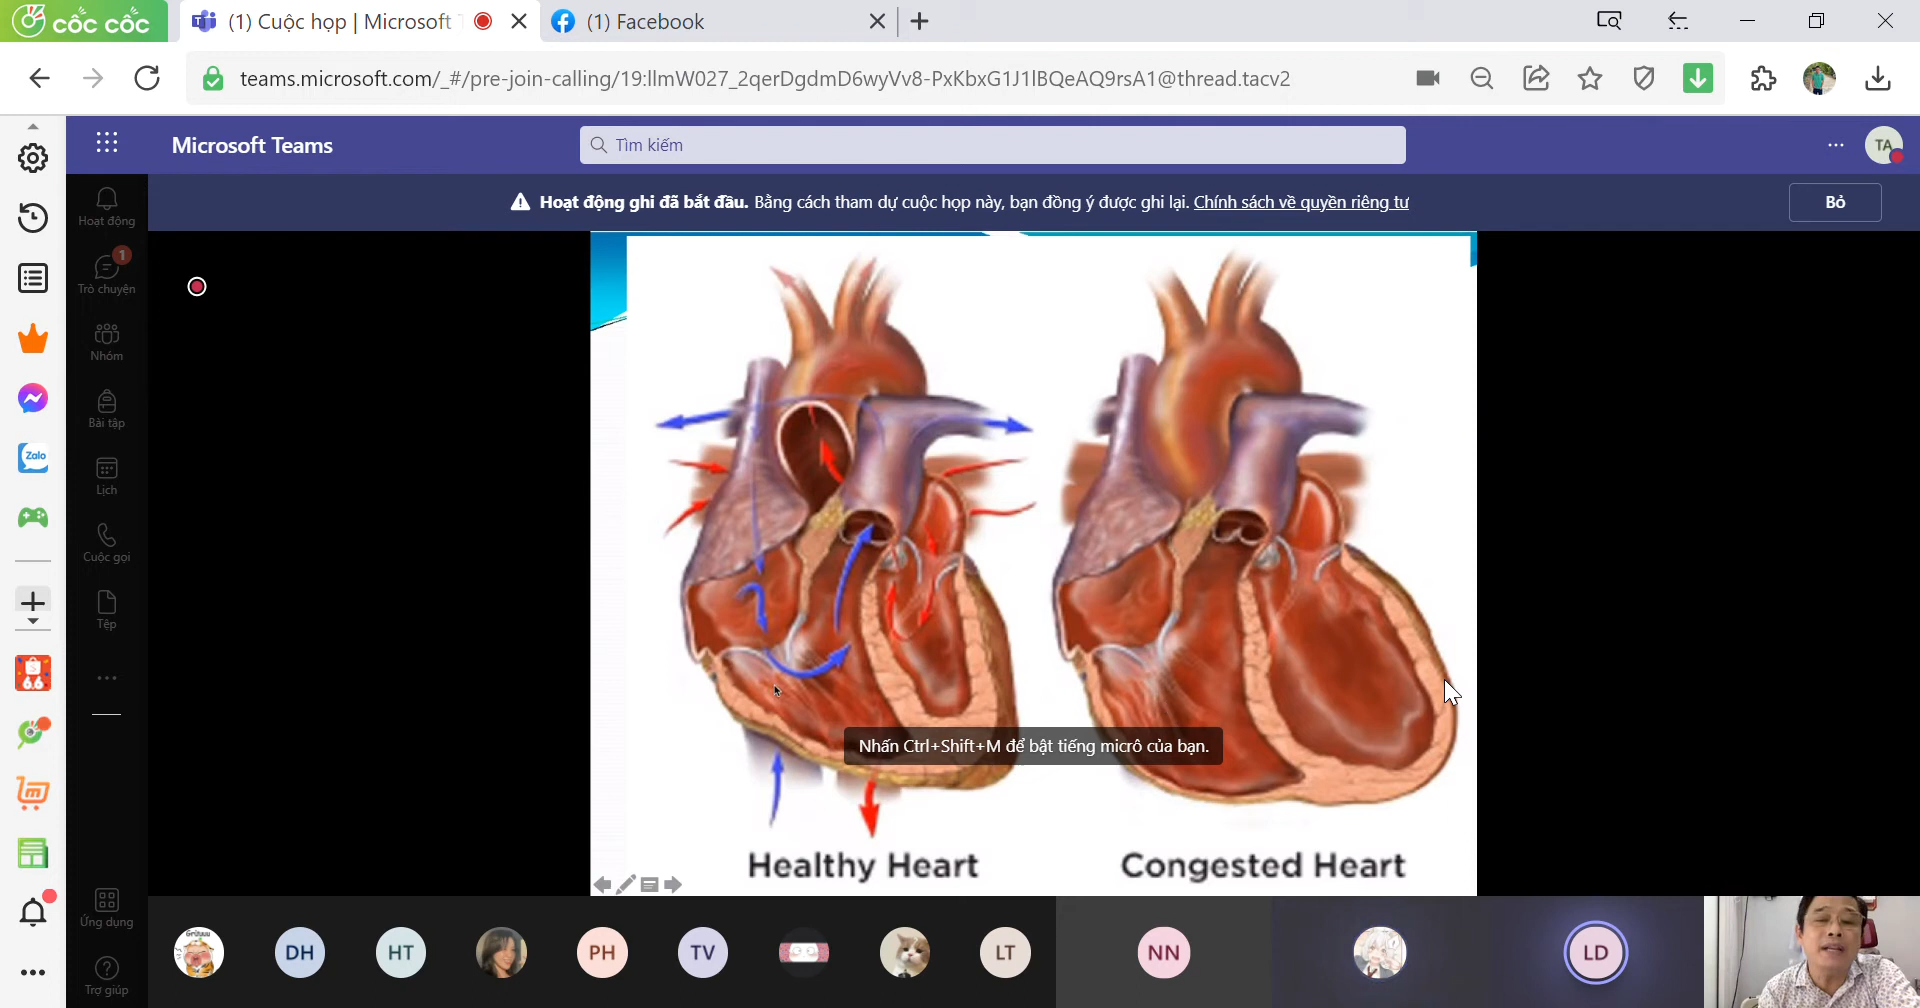 cốc cốc
(1) Cuộc họp | Microsoft
(1) Facebook
teams.microsoft.com/_#/pre-join-calling/19:llmW027_2qerDgdmD6wyVv8-PxKbxG1J1lBQeAQ9rsA1@thread.tacv2
Microsoft Teams
Tìm kiếm
TA
Hoạt động ghi đã bắt đầu. Bằng cách tham dự cuộc họp này, bạn đồng ý được ghi lại. Chính sách về quyền riêng tư
Bỏ
Hoạt động
1
Trò chuyện
Nhóm
Bài tập
Lịch
Cuộc gọi
Tệp
Zalo
6.6
Nhấn Ctrl+Shift+M để bật tiếng micrô của bạn.
Healthy Heart
Congested Heart
Ứng dụng
Trợ giúp
DH
HT
PH
TV
LT
NN
LD